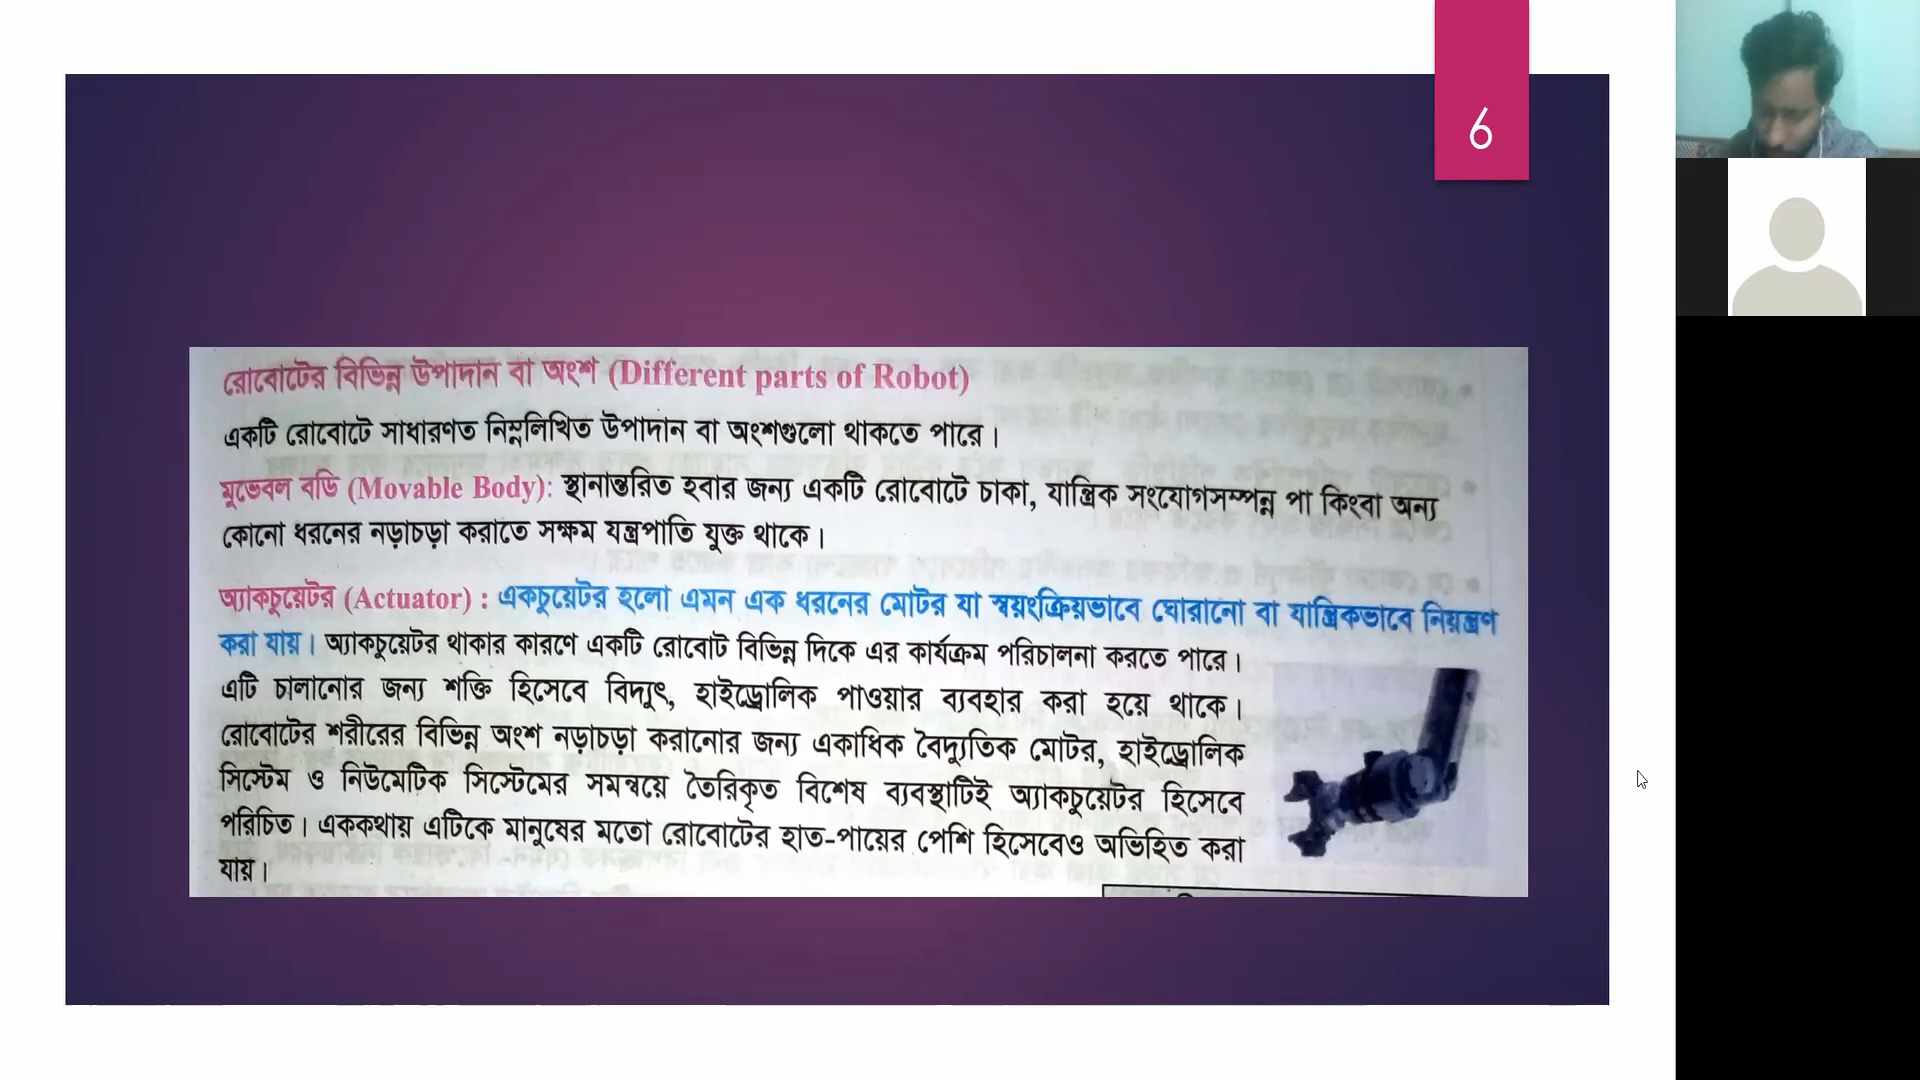 6
রোবোটের বিভিন্ন উপাদান বা অংশ (Different parts of Robot)
একটি রোবোটে সাধারণত নিম্নলিখিত উপাদান বা অংশগুলো থাকতে পারে।
মুভেবল বডি (Movable Body): স্থানান্তরিত হবার জন্য একটি রোবোটে চাকা, যান্ত্রিক সংযোগসম্পন্ন পা কিংবা অন্য
কোনো ধরনের নড়াচড়া করাতে সক্ষম যন্ত্রপাতি যুক্ত থাকে।
অ্যাকচুয়েটর (Actuator) : একচুয়েটর হলো এমন এক ধরনের মোটর যা স্বয়ংক্রিয়ভাবে ঘোরানো বা যান্ত্রিকভাবে নিয়ন্ত্রণ
করা যায়। অ্যাকচুয়েটর থাকার কারণে একটি রোবোট বিভিন্ন দিকে এর কার্যক্রম পরিচালনা করতে পারে।
এটি চালানোর জন্য শক্তি হিসেবে বিদ্যুৎ, হাইড্রোলিক পাওয়ার ব্যবহার করা হয়ে থাকে।
রোবোটের শরীরের বিভিন্ন অংশ নড়াচড়া করানোর জন্য একাধিক বৈদ্যুতিক মোটর, হাইড্রোলিক
সিস্টেম ও নিউমেটিক সিস্টেমের সমন্বয়ে তৈরিকৃত বিশেষ ব্যবস্থাটিই অ্যাকচুয়েটর হিসেবে
পরিচিত। এককথায় এটিকে মানুষের মতো রোবোটের হাত-পায়ের পেশি হিসেবেও অভিহিত করা
যায়।